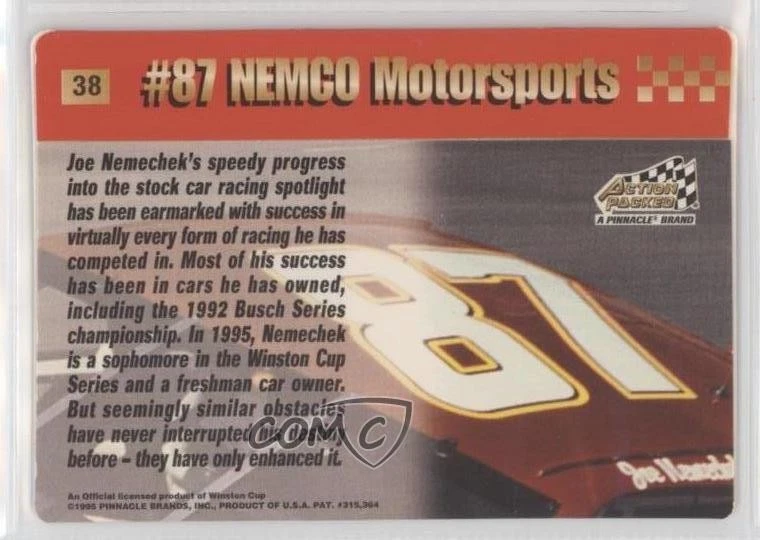 38
#87 NEMCO Motorsports
Joe Nemechek's speedy progress
into the stock car racing spotlight
has been earmarked with success in
virtually every form of racing he has
competed in. Most of his success
has been in cars he has owned,
including the 1992 Busch Series
championship. In 1995, Nemechek
is a sophomore in the Winston Cup
Series and a freshman car owner.
But seemingly similar obstacles
have never interrupted his destiny
before – they have only enhanced it.
ACTION
PACKED
A PINNACLE® BRAND
87
Joe Nemechek
COMC
An Official licensed product of Winston Cup
©1995 PINNACLE BRANDS, INC., PRODUCT OF U.S.A. PAT. #315,364